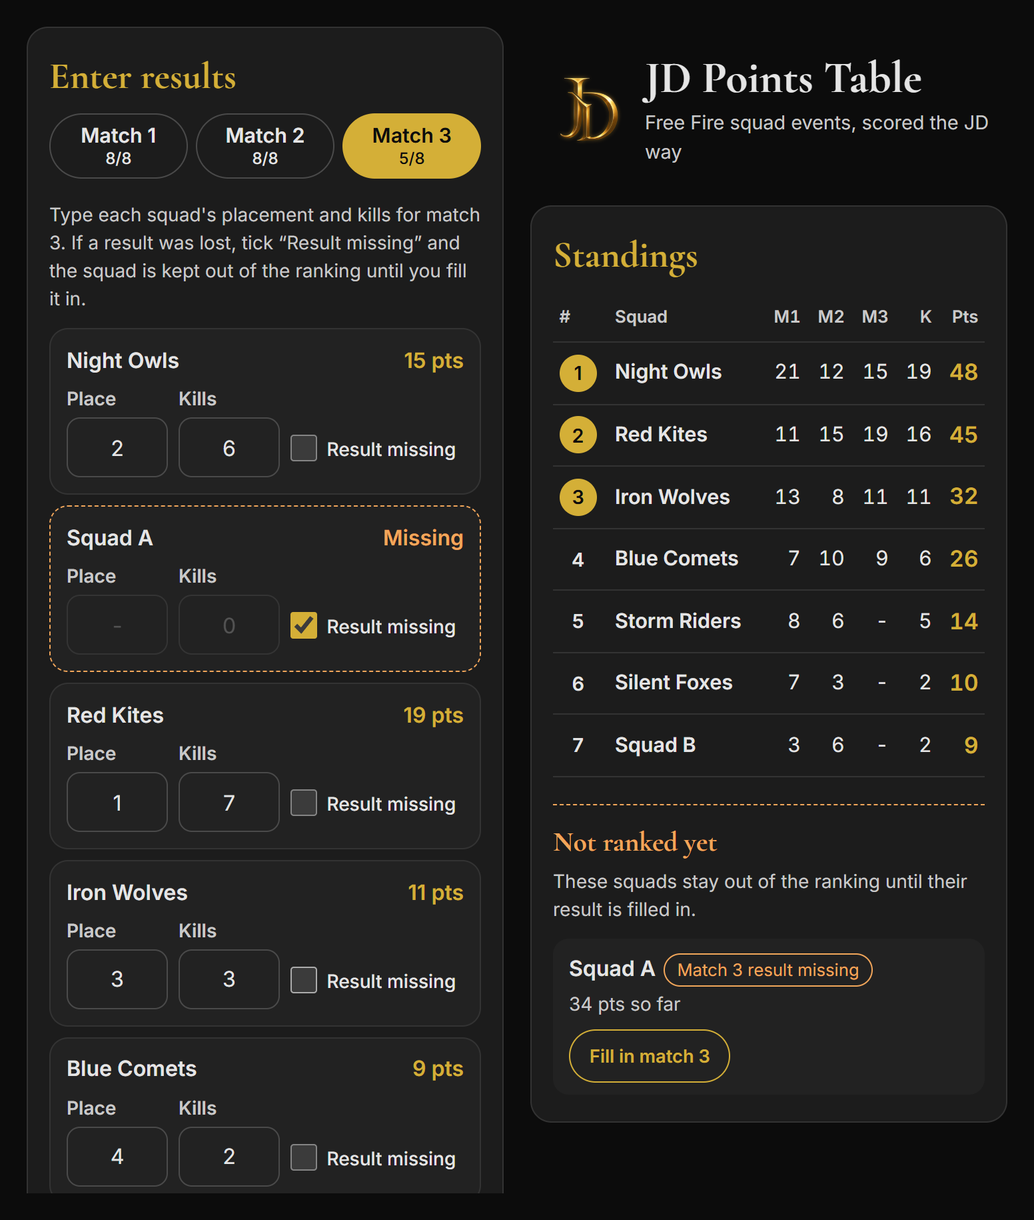 Enter results
Match 1
8/8
Match 2
8/8
Match 3
5/8
Type each squad's placement and kills for match
3. If a result was lost, tick “Result missing” and
the squad is kept out of the ranking until you fill
it in.
Night Owls 15 pts
Place Kills
2 6 Result missing
Squad A Missing
Place Kills
- 0 Result missing
Red Kites 19 pts
Place Kills
1 7 Result missing
Iron Wolves 11 pts
Place Kills
3 3 Result missing
Blue Comets 9 pts
Place Kills
4 2 Result missing
JD
JD Points Table
Free Fire squad events, scored the JD
way
Standings
# Squad M1 M2 M3 K Pts
1 Night Owls 21 12 15 19 48
2 Red Kites 11 15 19 16 45
3 Iron Wolves 13 8 11 11 32
4 Blue Comets 7 10 9 6 26
5 Storm Riders 8 6 - 5 14
6 Silent Foxes 7 3 - 2 10
7 Squad B 3 6 - 2 9
Not ranked yet
These squads stay out of the ranking until their
result is filled in.
Squad A Match 3 result missing
34 pts so far
Fill in match 3